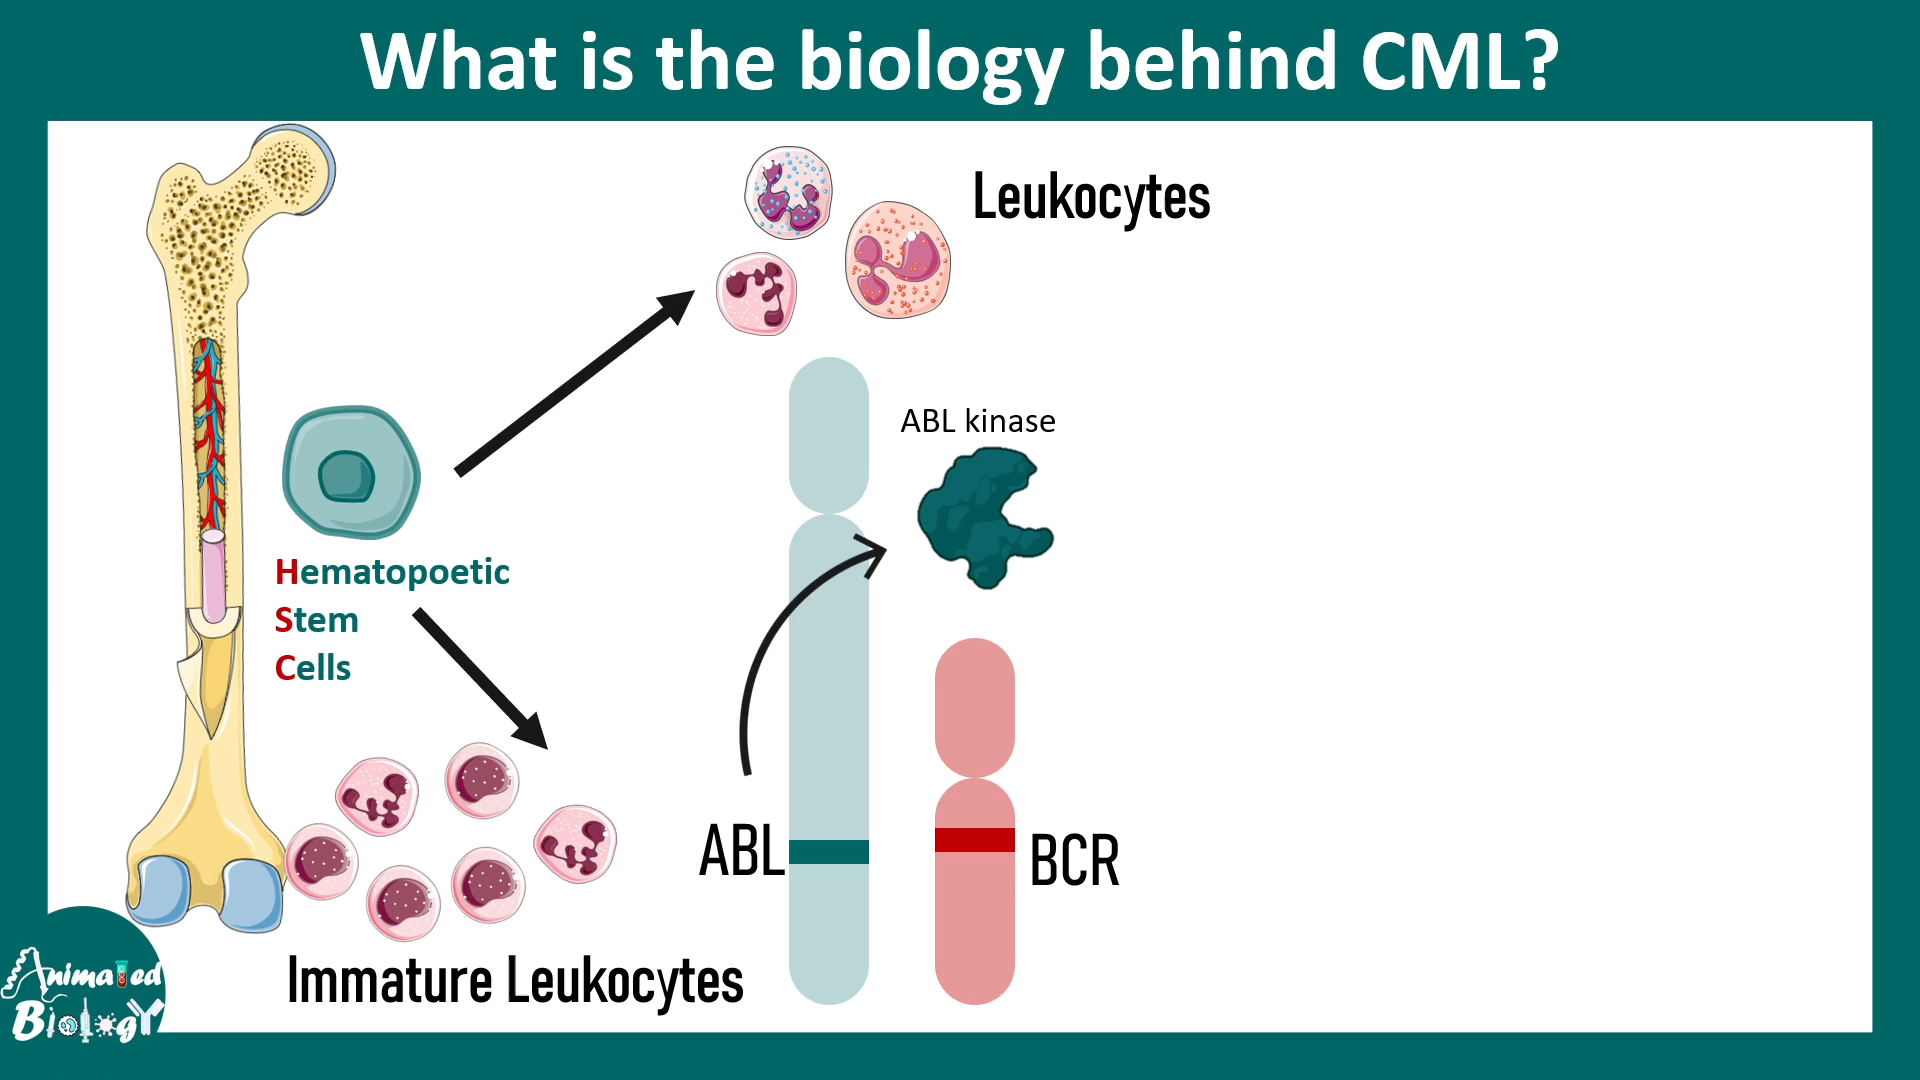 What is the biology behind CML?
Leukocytes
ABL kinase
Hematopoetic
Stem
Cells
ABL
BCR
Immature Leukocytes
Animated
Biology